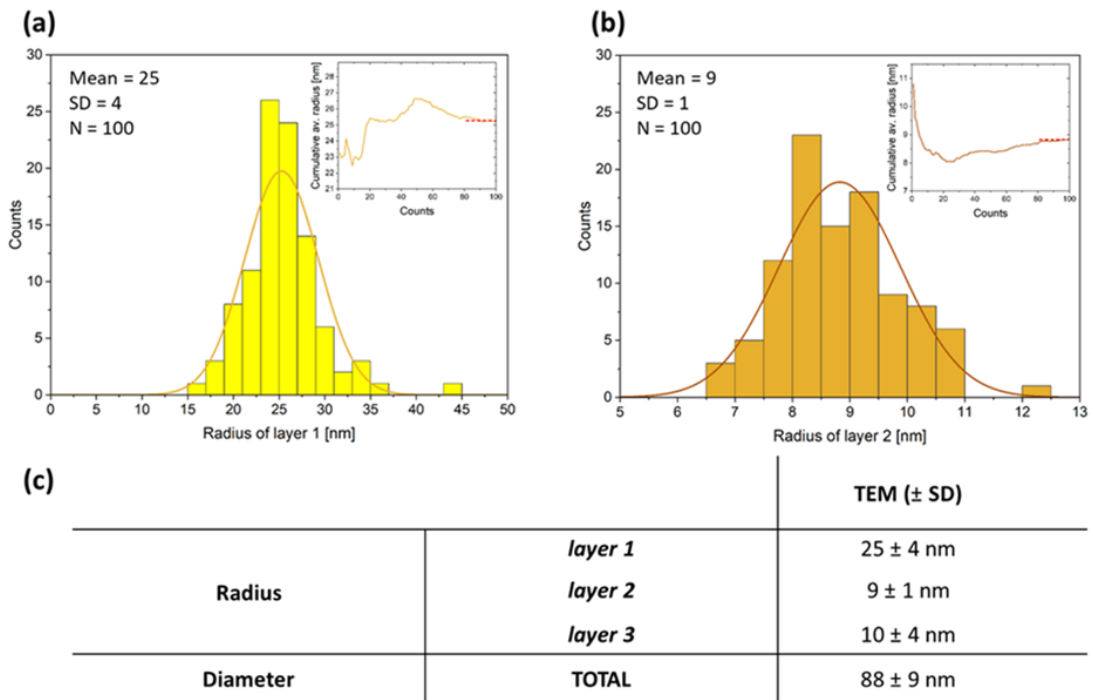 (a)
Mean = 25
SD = 4
N = 100
Counts
30
25
20
15
10
5
0
0 5 10 15 20 25 30 35 40 45 50
Radius of layer 1 [nm]
Cumulative av. radius [nm]
28
27
26
25
24
23
22
21
0 20 40 60 80 100
Counts
(b)
Mean = 9
SD = 1
N = 100
Counts
30
25
20
15
10
5
0
5 6 7 8 9 10 11 12 13
Radius of layer 2 [nm]
Cumulative av. radius [nm]
11
10
9
8
7
0 20 40 60 80 100
Counts
(c)
TEM (± SD)
Radius
layer 1 25 ± 4 nm
layer 2 9 ± 1 nm
layer 3 10 ± 4 nm
Diameter TOTAL 88 ± 9 nm